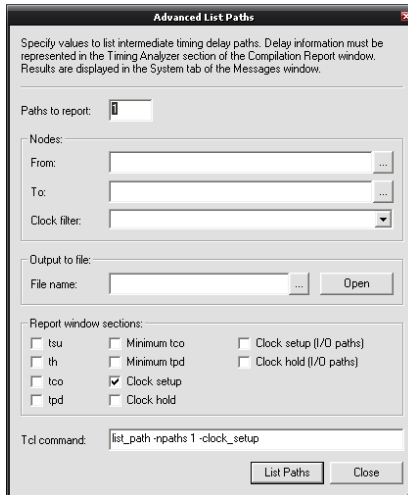 Advanced List Paths
Specify values to list intermediate timing delay paths. Delay information must be
represented in the Timing Analyzer section of the Compilation Report window.
Results are displayed in the System tab of the Messages window.
Paths to report: 1
Nodes:
From: ...
To: ...
Clock filter:
Output to file:
File name: ... Open
Report window sections:
tsu Minimum tco Clock setup (I/O paths)
th Minimum tpd Clock hold (I/O paths)
tco Clock setup
tpd Clock hold
Tcl command: list_path -npaths 1 -clock_setup
List Paths Close